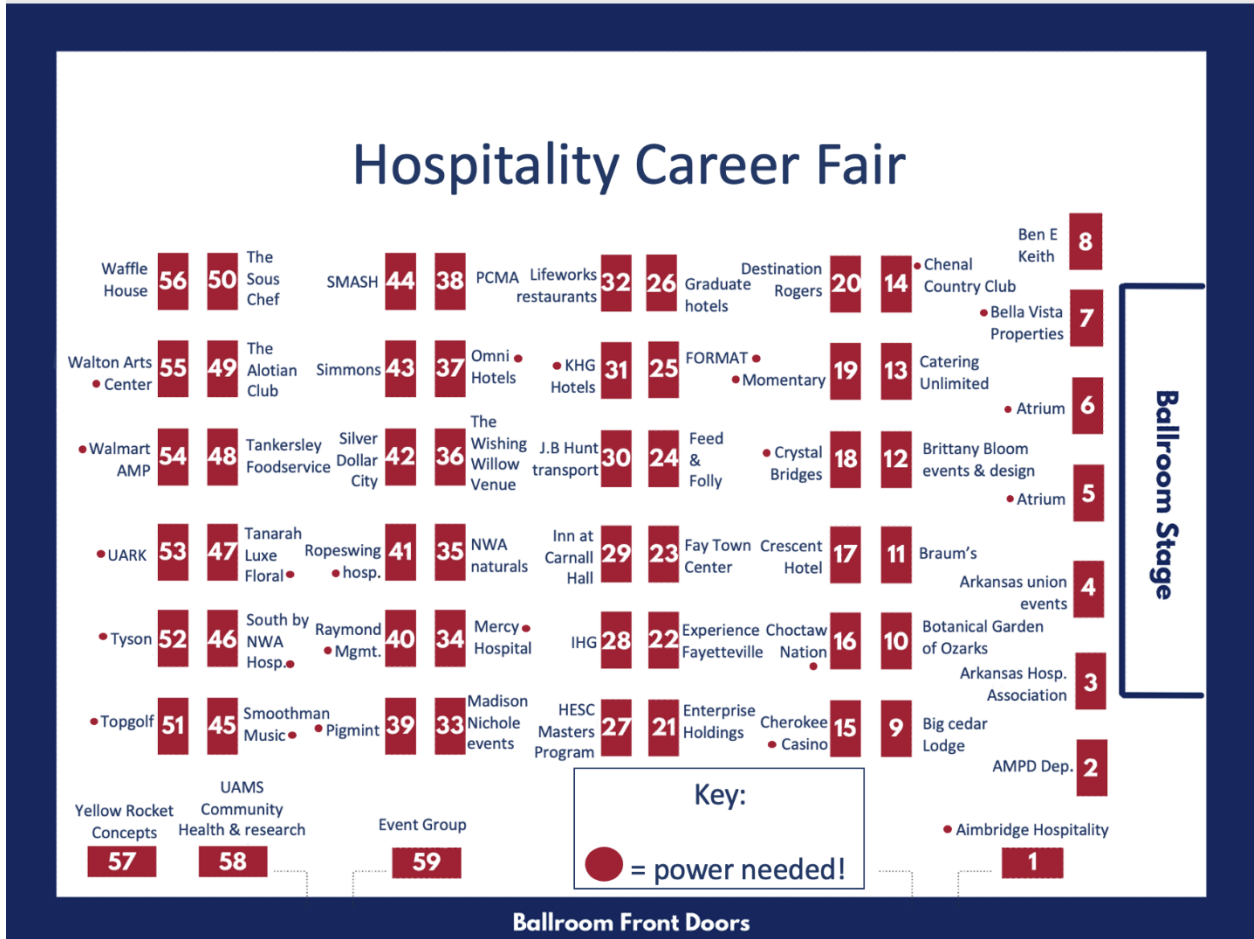 Hospitality Career Fair
Ben E
Keith
8
Waffle
House
56
50
The
Sous
Chef
SMASH
44
38
PCMA
Lifeworks
restaurants
32
26
Graduate
hotels
Destination
Rogers
20
14
Chenal
Country Club
Bella Vista
Properties
7
Walton Arts
Center
55
49
The
Alotian
Club
Simmons
43
37
Omni
Hotels
KHG
Hotels
31
25
FORMAT
Momentary
19
13
Catering
Unlimited
Atrium
6
Walmart
AMP
54
48
Tankersley
Foodservice
Silver
Dollar
City
42
36
The
Wishing
Willow
Venue
J.B Hunt
transport
30
24
Feed
&
Folly
Crystal
Bridges
18
12
Brittany Bloom
events & design
Atrium
5
UARK
53
47
Tanarah
Luxe
Floral
Ropeswing
hosp.
41
35
NWA
naturals
Inn at
Carnall
Hall
29
23
Fay Town
Center
Crescent
Hotel
17
11
Braum's
Arkansas union
events
4
Tyson
52
46
South by
NWA
Hosp.
Raymond
Mgmt.
40
34
Mercy
Hospital
IHG
28
22
Experience
Fayetteville
Choctaw
Nation
16
10
Botanical Garden
of Ozarks
Arkansas Hosp.
Association
3
Topgolf
51
45
Smoothman
Music
Pigmint
39
33
Madison
Nichole
events
HESC
Masters
Program
27
21
Enterprise
Holdings
Cherokee
Casino
15
9
Big cedar
Lodge
AMPD Dep.
2
Ballroom Stage
Yellow Rocket
Concepts
57
UAMS
Community
Health & research
58
Event Group
59
Key:
= power needed!
Aimbridge Hospitality
1
Ballroom Front Doors